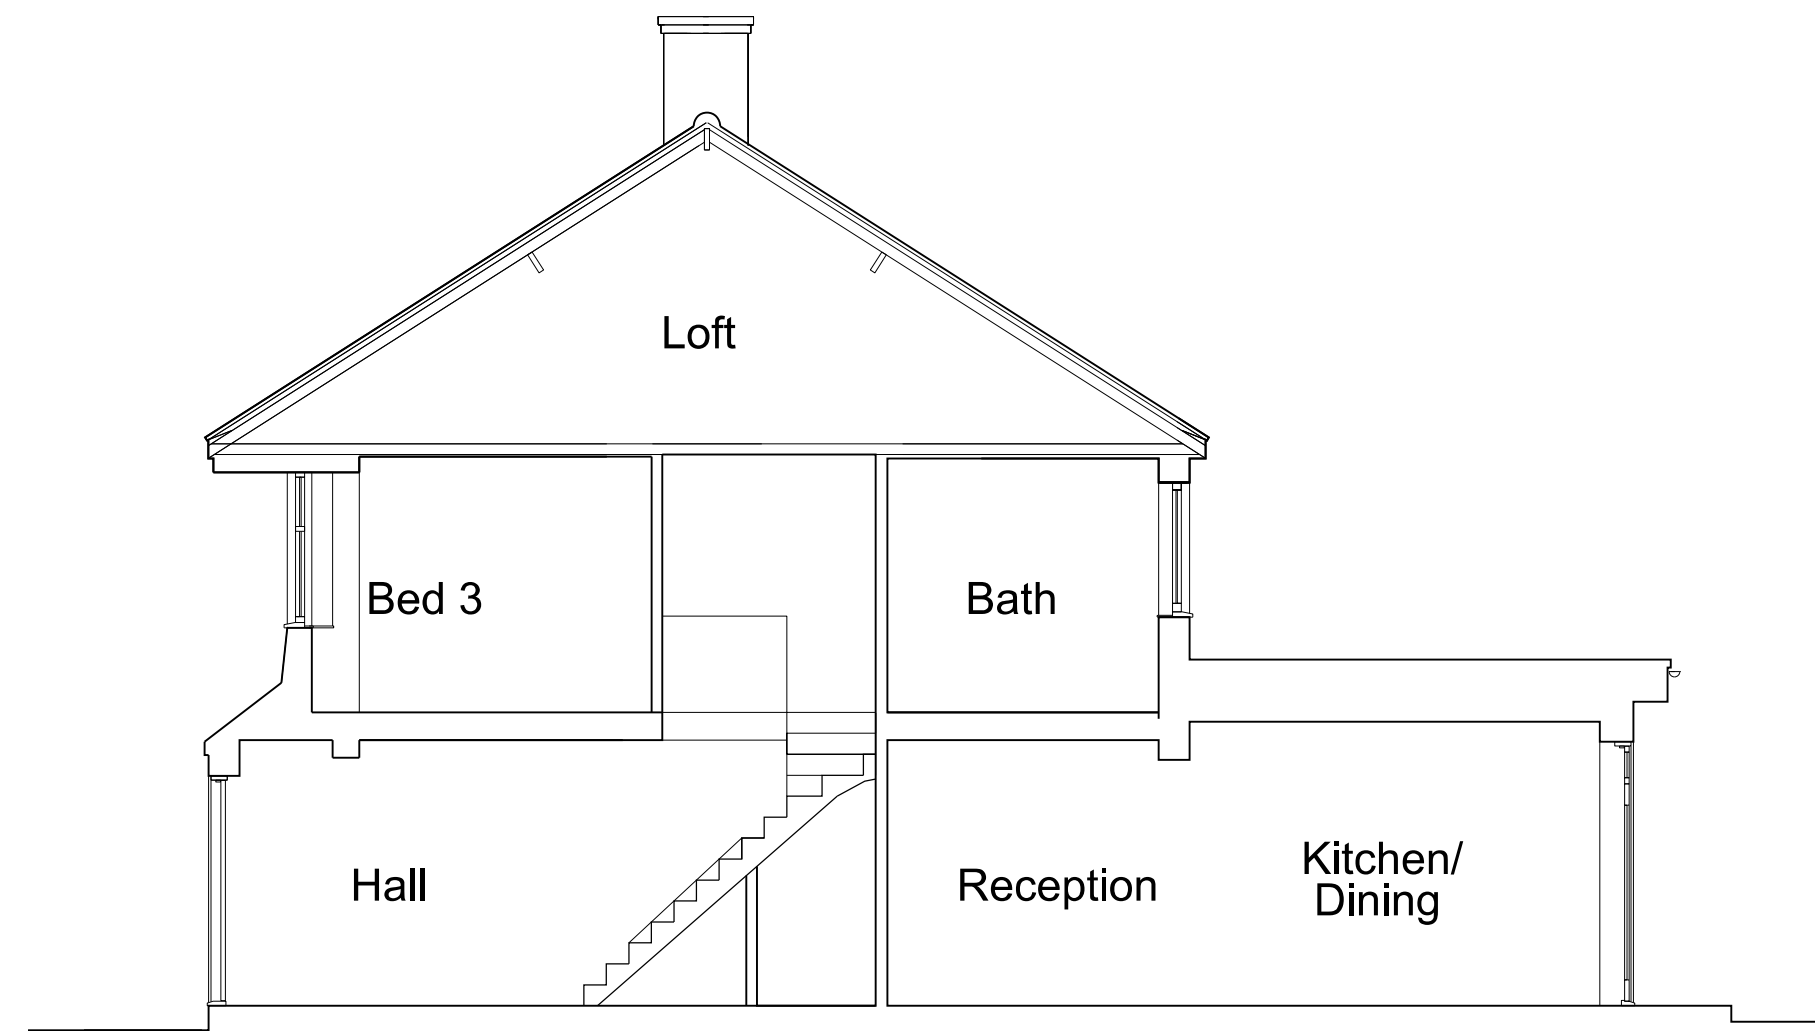 Loft
Bed 3
Bath
Hall
Reception
Kitchen/
Dining